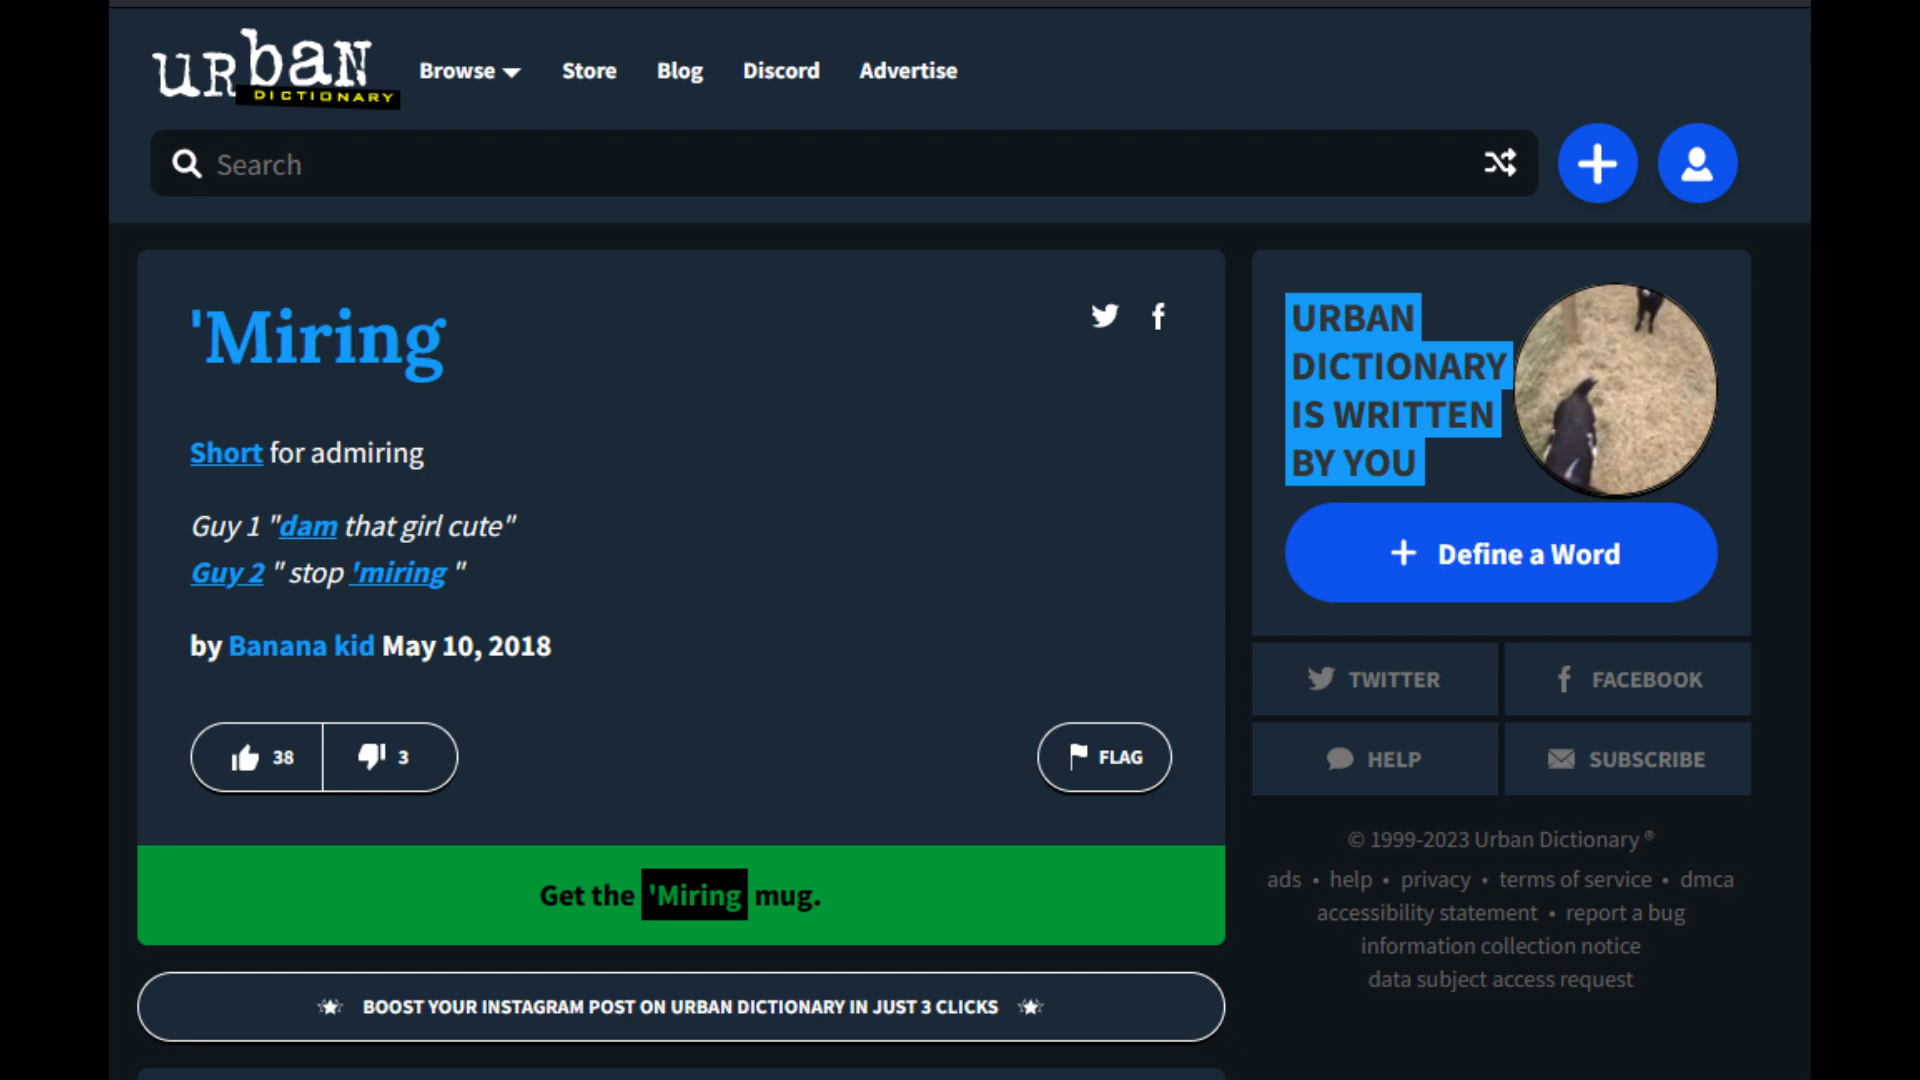 urban
DICTIONARY
Browse Store Blog Discord Advertise
Search
'Miring
Short for admiring
Guy 1 "dam that girl cute"
Guy 2 " stop 'miring "
by Banana kid May 10, 2018
38 3
FLAG
Get the 'Miring mug.
BOOST YOUR INSTAGRAM POST ON URBAN DICTIONARY IN JUST 3 CLICKS
URBAN
DICTIONARY
IS WRITTEN
BY YOU
Define a Word
TWITTER FACEBOOK
HELP SUBSCRIBE
© 1999-2023 Urban Dictionary ®
ads • help • privacy • terms of service • dmca
accessibility statement • report a bug
information collection notice
data subject access request